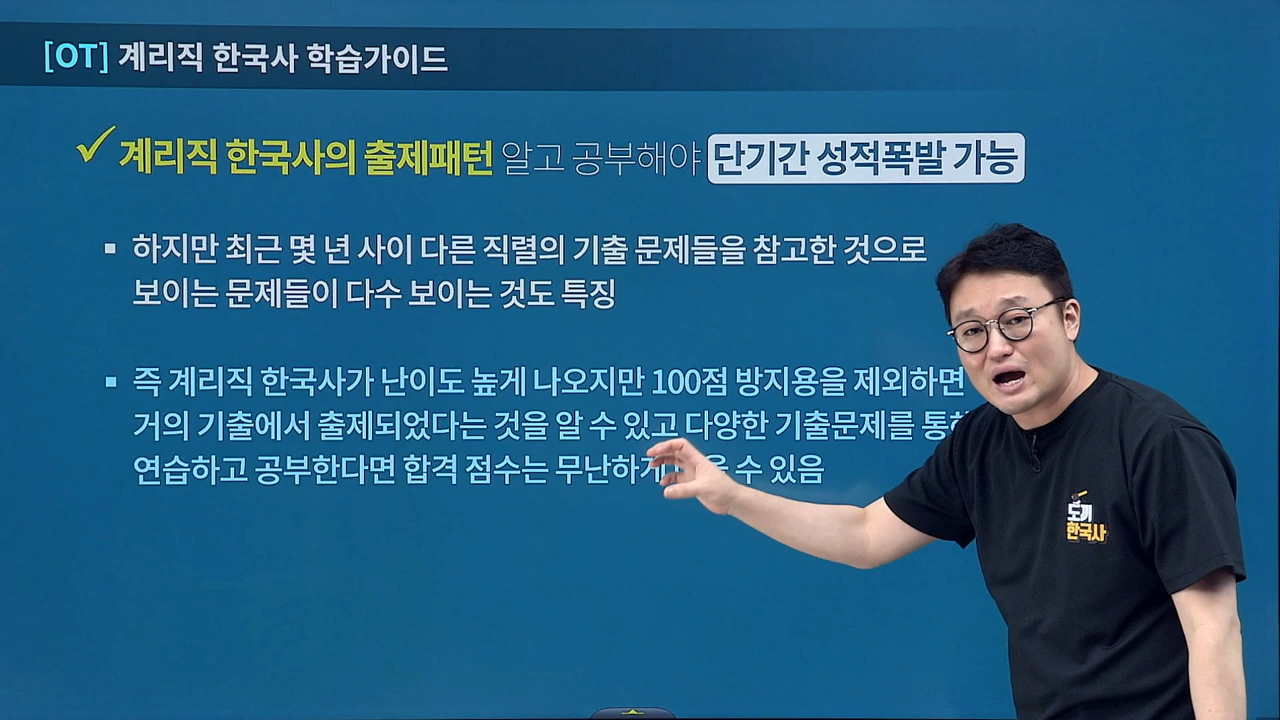 [OT] 계리직 한국사 학습가이드
계리직 한국사의 출제패턴 알고 공부해야 단기간 성적폭발 가능
하지만 최근 몇 년 사이 다른 직렬의 기출 문제들을 참고한 것으로
보이는 문제들이 다수 보이는 것도 특징
즉 계리직 한국사가 난이도 높게 나오지만 100점 방지용을 제외하면
거의 기출에서 출제되었다는 것을 알 수 있고 다양한 기출문제를
연습하고 공부한다면 합격 점수는 무난하게 수 있음
도끼
한국사